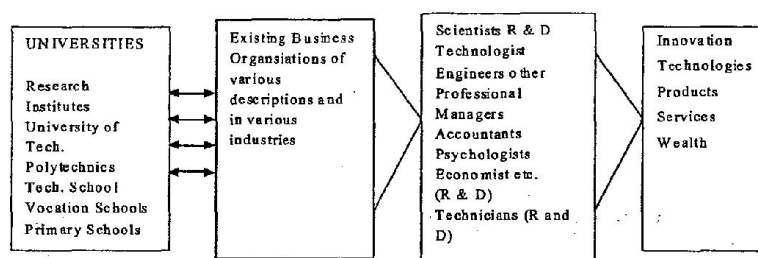 UNIVERSITIES
Research
Institutes
University of
Tech.
Polytechnics
Tech. School
Vocation Schools
Primary Schools
Existing Business
Organsiations of
various
descriptions and
in various
industries
Scientists R & D
Technologist
Engineers other
Professional
Managers
Accountants
Psychologists
Economist etc.
(R & D)
Technicians (R and
D)
Innovation
Technologies
Products
Services
Wealth